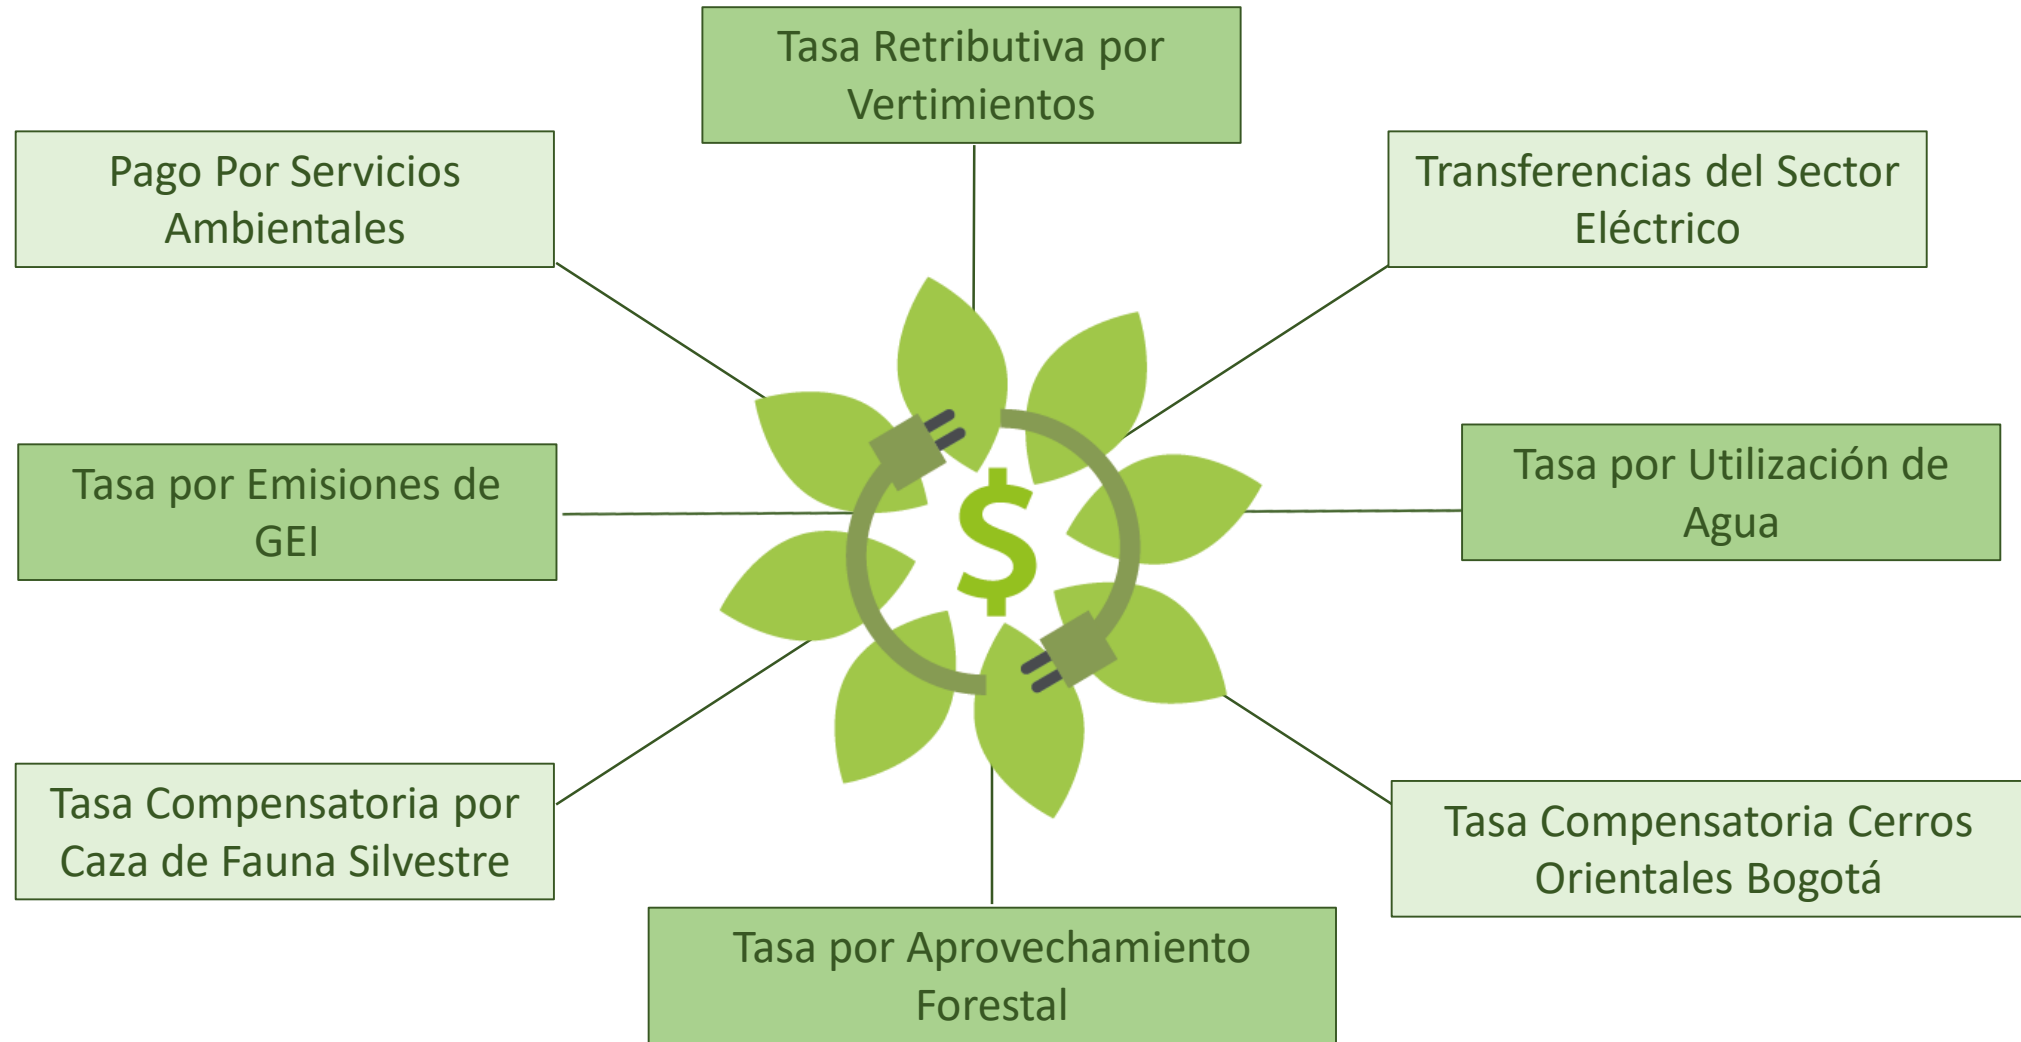 Tasa Retributiva por
Vertimientos
Pago Por Servicios
Ambientales
Transferencias del Sector
Eléctrico
Tasa por Emisiones de
GEI
$
Tasa por Utilización de
Agua
Tasa Compensatoria por
Caza de Fauna Silvestre
Tasa Compensatoria Cerros
Orientales Bogotá
Tasa por Aprovechamiento
Forestal